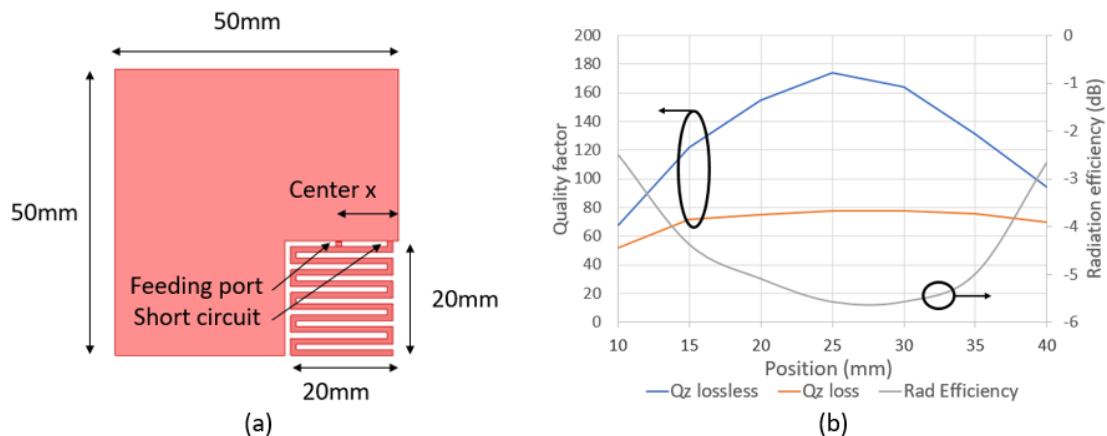 50mm
50mm
Center x
Feeding port
Short circuit
20mm
20mm
(a)
200
180
160
140
120
100
80
60
40
20
0
Quality factor
0
-1
-2
-3
-4
-5
-6
Radiation efficiency (dB)
10 15 20 25 30 35 40
Position (mm)
Qz lossless Qz loss Rad Efficiency
(b)